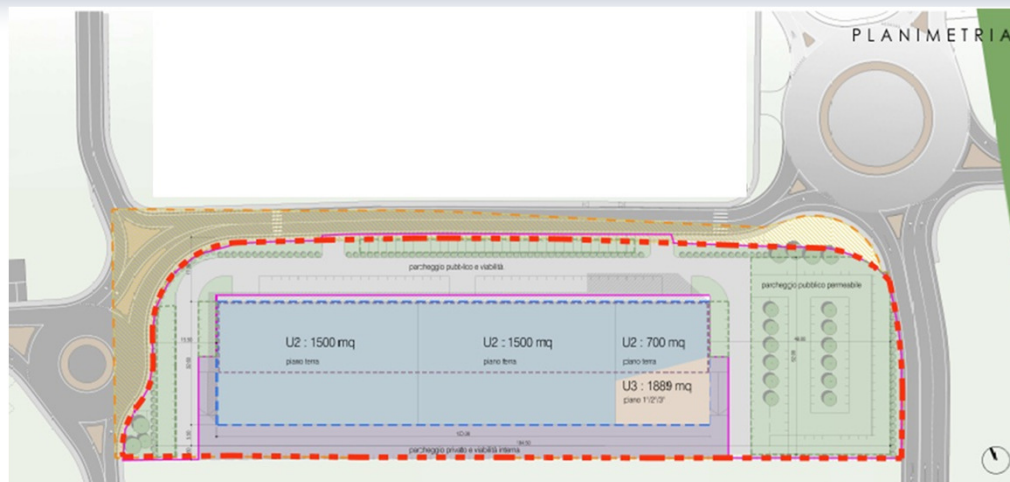 PLANIMETRIA
parcheggio pubblico e viabilità
parcheggio pubblico permeabile
U2 : 1500 mq
piano terra
U2 : 1500 mq
piano terra
U2 : 700 mq
piano terra
U3 : 1889 mq
piano 1°/2°/3°
parcheggio privato e viabilità interna